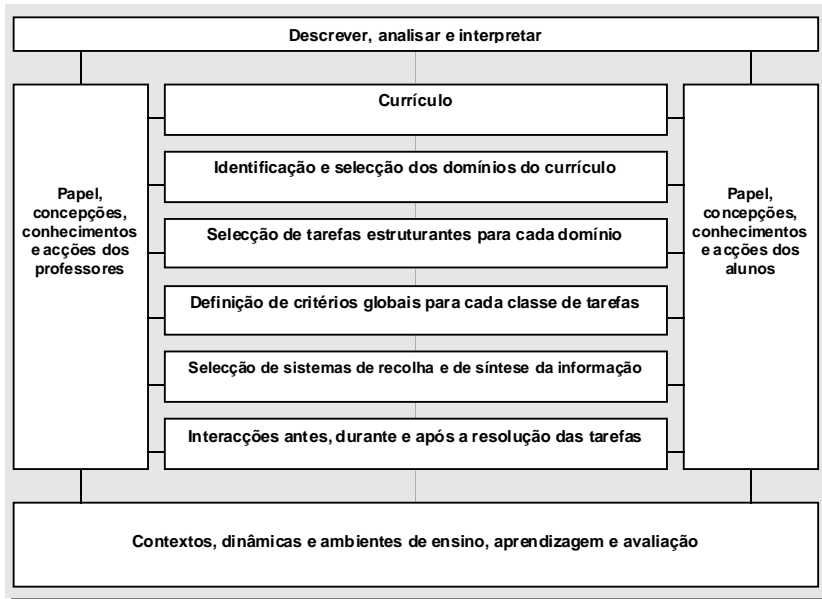 Descrever, analisar e interpretar
Papel,
concepções,
conhecimentos
e acções dos
professores
Currículo
Identificação e selecção dos domínios do currículo
Selecção de tarefas estruturantes para cada domínio
Definição de critérios globais para cada classe de tarefas
Selecção de sistemas de recolha e de síntese da informação
Interacções antes, durante e após a resolução das tarefas
Papel,
concepções,
conhecimentos
e acções dos
alunos
Contextos, dinâmicas e ambientes de ensino, aprendizagem e avaliação